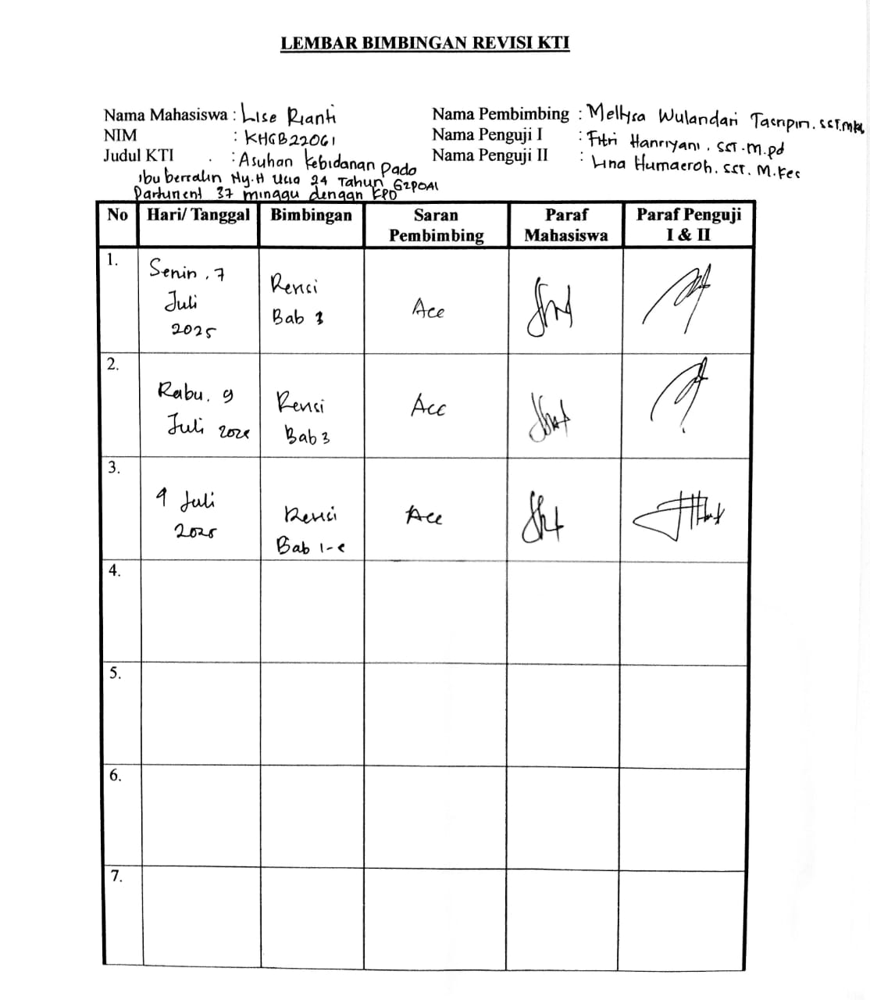 LEMBAR BIMBINGAN REVISI KTI
Nama Mahasiswa : Lise Rianti
NIM : KHGB22061
Judul KTI : Asuhan kebidanan pada
ibu bersalin Ny.H Usia 24 Tahun G2P0A1
Parturient 37 minggu dengan KPD
Nama Pembimbing : Mellysa Wulandari
Nama Penguji I : Fitri Hanriyani. SST.M.pd
Nama Penguji II : Lina Humaeroh. SST. M.Kes
No Hari/ Tanggal Bimbingan Saran Pembimbing Paraf Mahasiswa Paraf Penguji I & II
1. Senin, 7 Juli 2025 Revisi Bab 3 Acc
2. Rabu, 9 Juli 2025 Revisi Bab 3 Acc
3. 9 Juli 2025 Revisi Bab 1-5 Acc
4.
5.
6.
7.